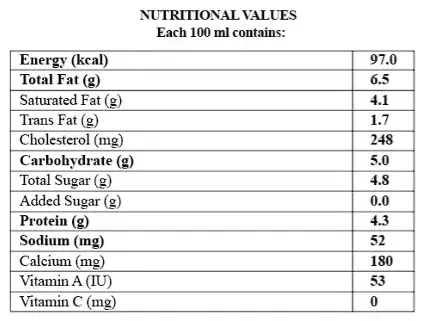 NUTRITIONAL VALUES
Each 100 ml contains:
Energy (kcal) 97.0
Total Fat (g) 6.5
Saturated Fat (g) 4.1
Trans Fat (g) 1.7
Cholesterol (mg) 248
Carbohydrate (g) 5.0
Total Sugar (g) 4.8
Added Sugar (g) 0.0
Protein (g) 4.3
Sodium (mg) 52
Calcium (mg) 180
Vitamin A (IU) 53
Vitamin C (mg) 0